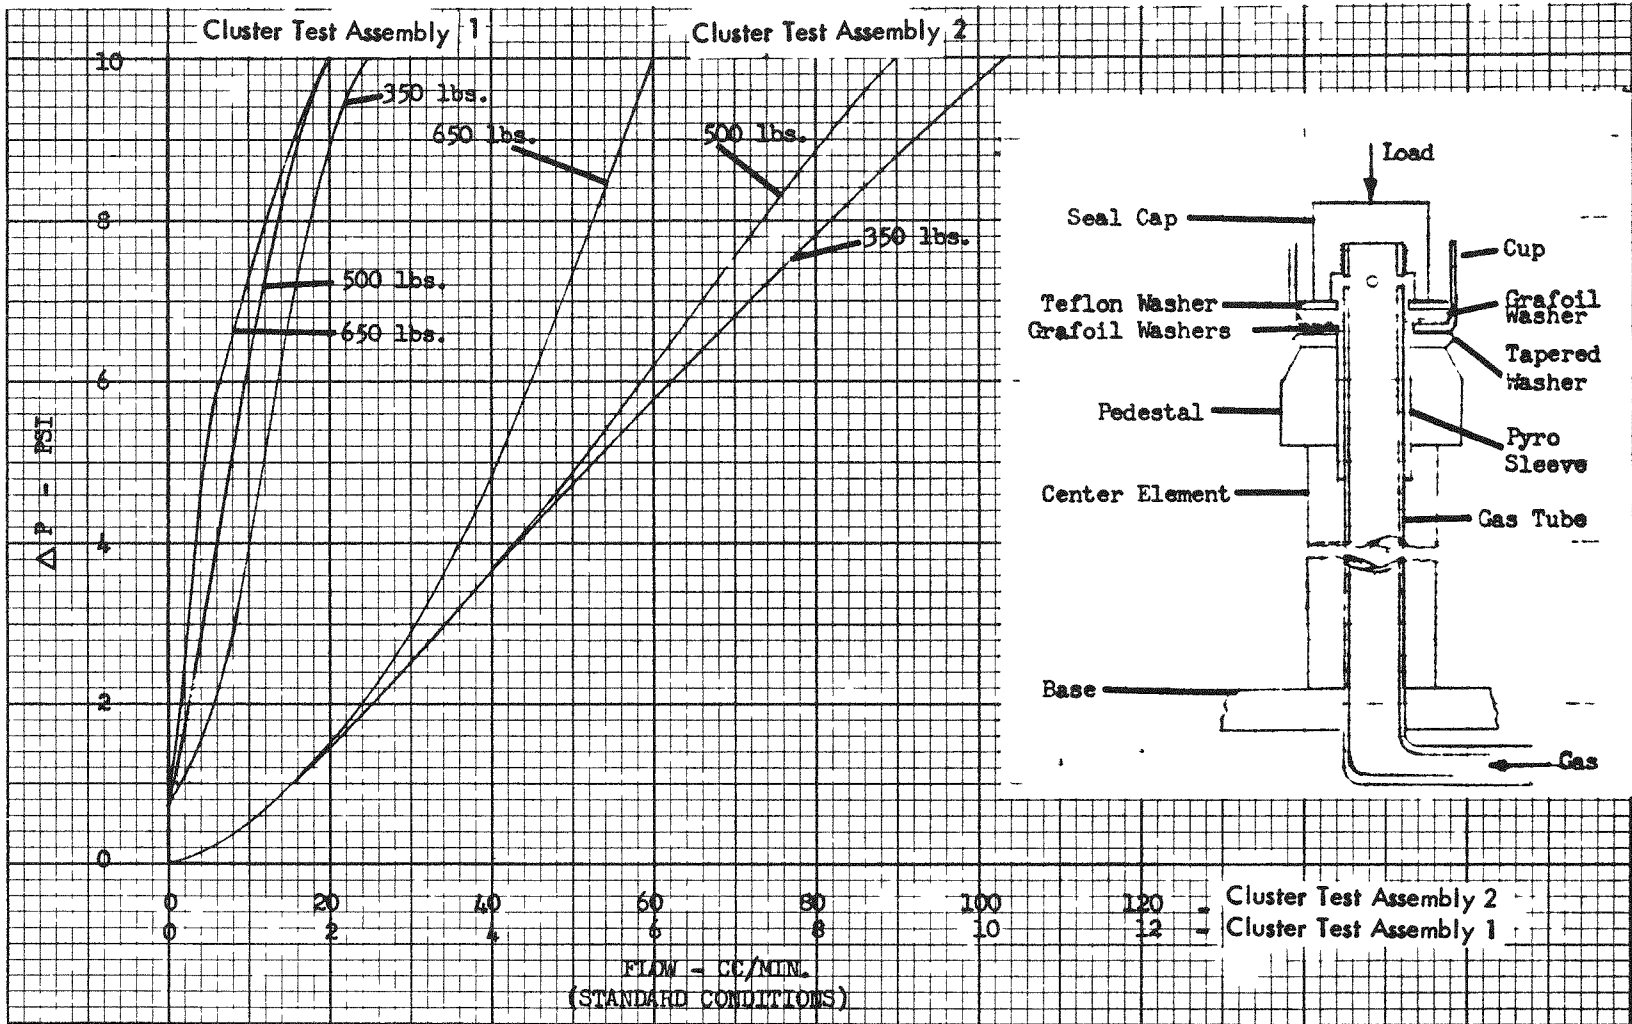 Cluster Test Assembly 1
Cluster Test Assembly 2
10
8
6
4
2
0
Δ P - PSI
350 lbs.
650 lbs.
500 lbs.
350 lbs.
500 lbs.
650 lbs.
Load
Seal Cap
Cup
Teflon Washer
Grafoil
Washer
Grafoil Washers
Tapered
Washer
Pedestal
Pyro
Sleeve
Center Element
Gas Tube
Base
Gas
0 20 40 60 80 100 120 - Cluster Test Assembly 2
0 2 4 6 8 10 12 - Cluster Test Assembly 1
FLOW - CC/MIN.
(STANDARD CONDITIONS)